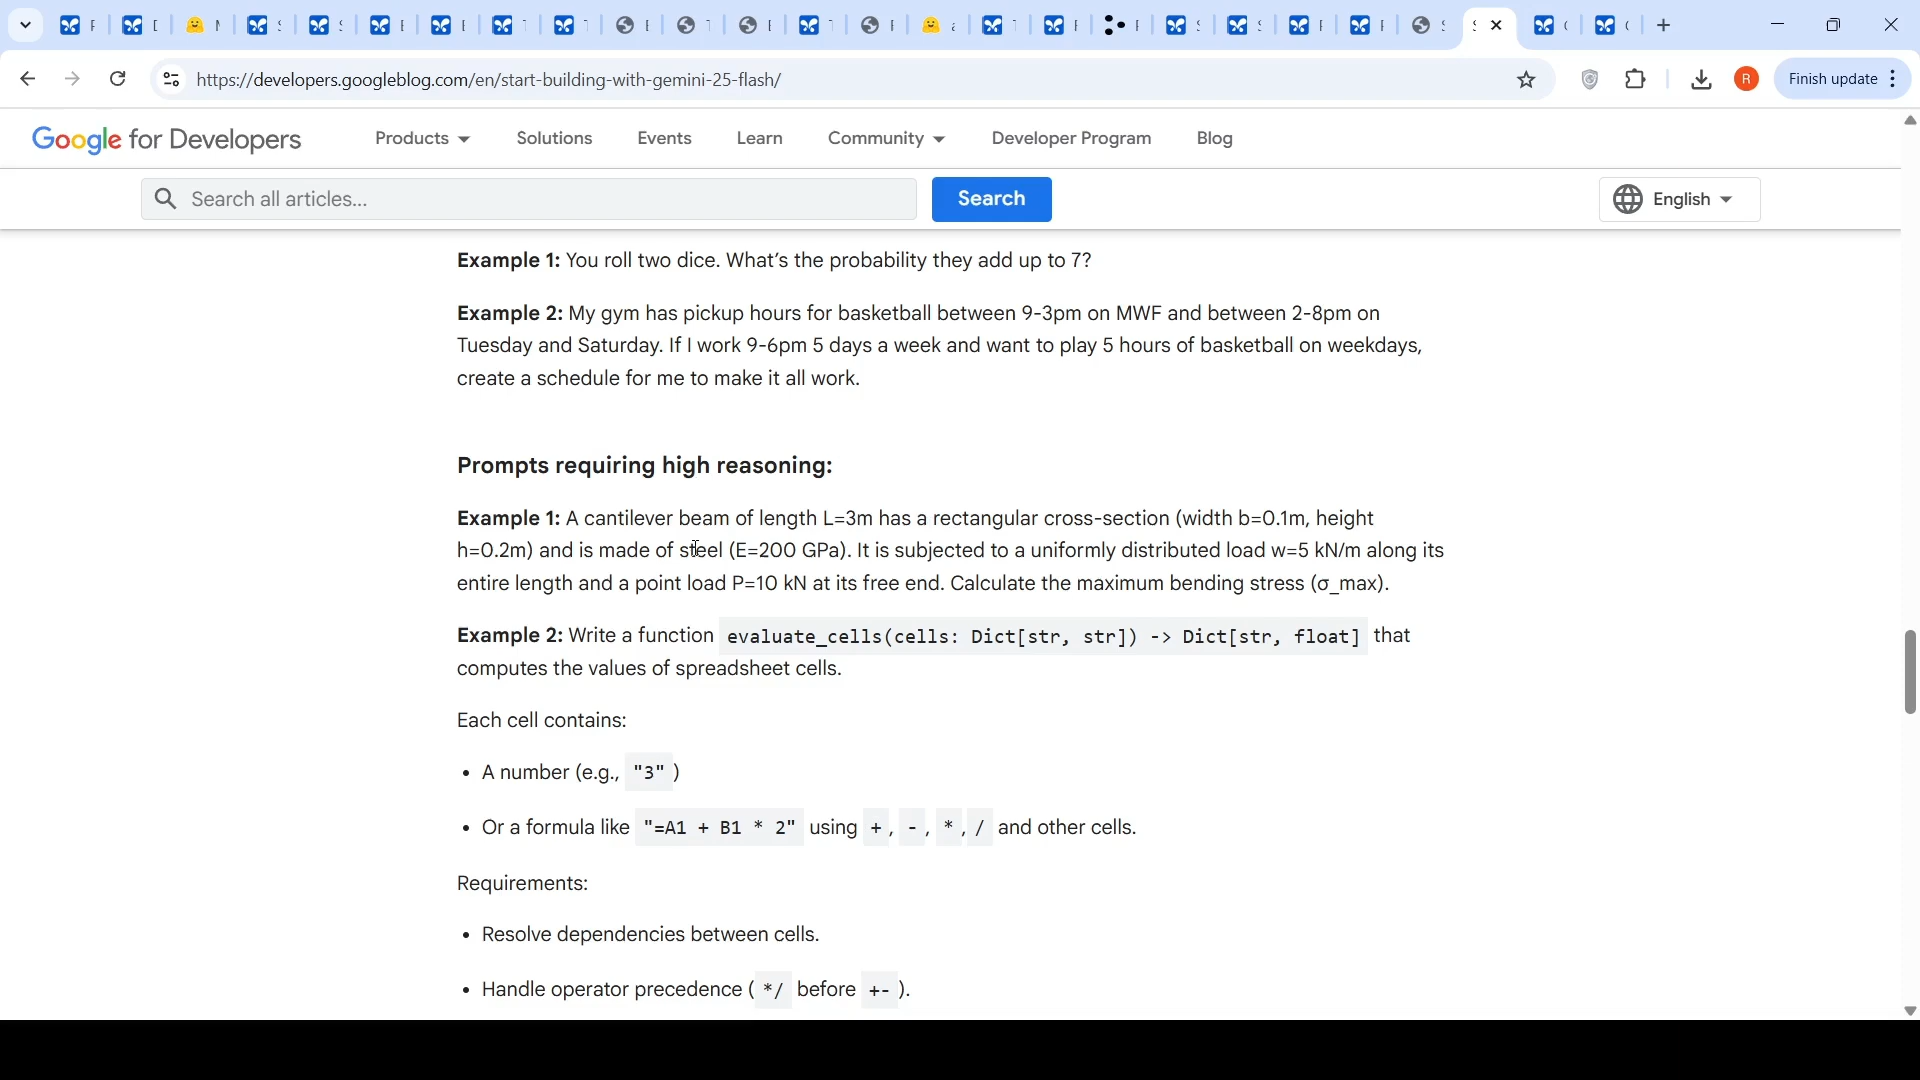 https://developers.googleblog.com/en/start-building-with-gemini-25-flash/
R
Finish update
Google for Developers
Products
Solutions
Events
Learn
Community
Developer Program
Blog
Search all articles...
Search
English
Example 1: You roll two dice. What’s the probability they add up to 7?
Example 2: My gym has pickup hours for basketball between 9-3pm on MWF and between 2-8pm on
Tuesday and Saturday. If I work 9-6pm 5 days a week and want to play 5 hours of basketball on weekdays,
create a schedule for me to make it all work.
Prompts requiring high reasoning:
Example 1: A cantilever beam of length L=3m has a rectangular cross-section (width b=0.1m, height
h=0.2m) and is made of steel (E=200 GPa). It is subjected to a uniformly distributed load w=5 kN/m along its
entire length and a point load P=10 kN at its free end. Calculate the maximum bending stress (σ_max).
Example 2: Write a function evaluate_cells(cells: Dict[str, str]) -> Dict[str, float] that
computes the values of spreadsheet cells.
Each cell contains:
• A number (e.g., "3" )
• Or a formula like "=A1 + B1 * 2" using + , - , * , / and other cells.
Requirements:
• Resolve dependencies between cells.
• Handle operator precedence ( */ before +- ).